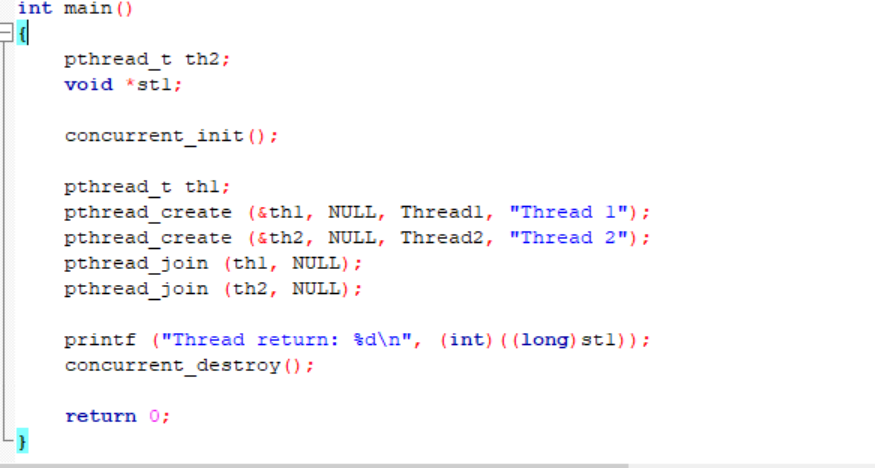 int main()
{
pthread_t th2;
void *st1;
concurrent_init();
pthread_t th1;
pthread_create (&th1, NULL, Thread1, "Thread 1");
pthread_create (&th2, NULL, Thread2, "Thread 2");
pthread_join (th1, NULL);
pthread_join (th2, NULL);
printf ("Thread return: %d\n", (int)((long)st1));
concurrent_destroy();
return 0;
}